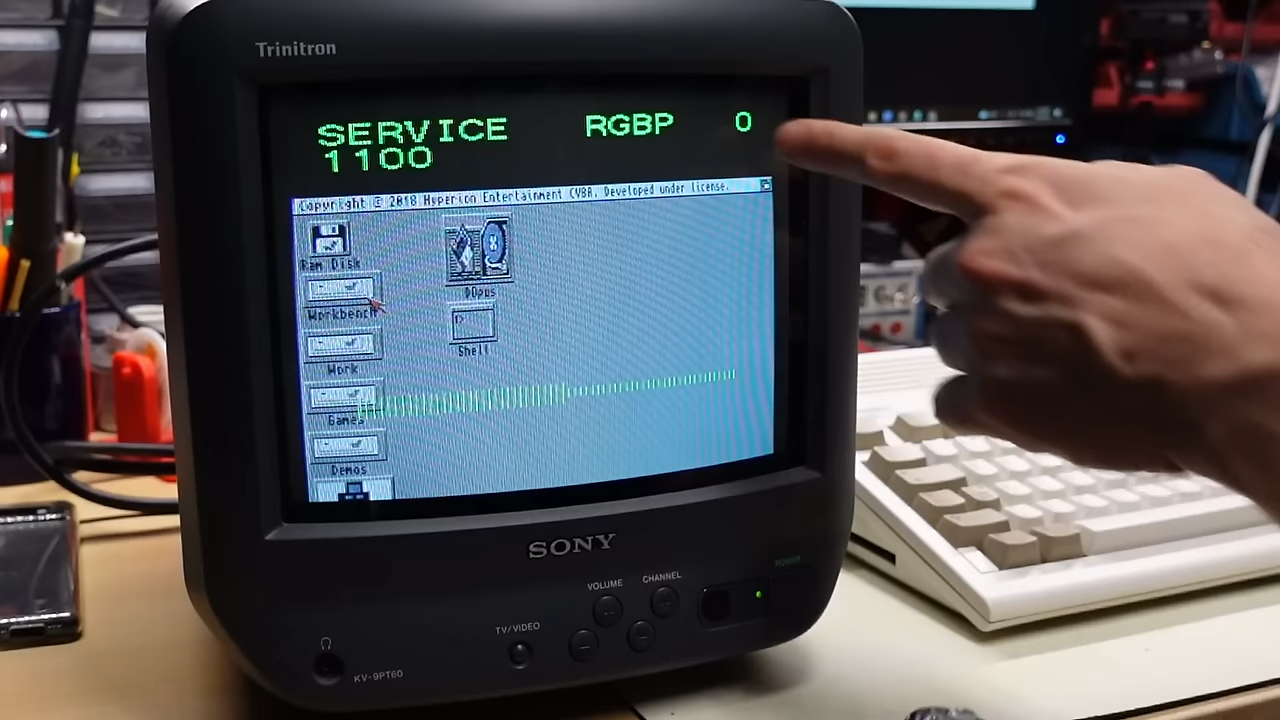 Trinitron
SERVICE RGBP 0
1100
Copyright © 2018 Hyperion Entertainment CVBA. Developed under license.
Ram Disk
DOpus
Workbench
Shell
Work
Games
Demos
SONY
VOLUME CHANNEL
POWER
TV/VIDEO
KV-9PT60